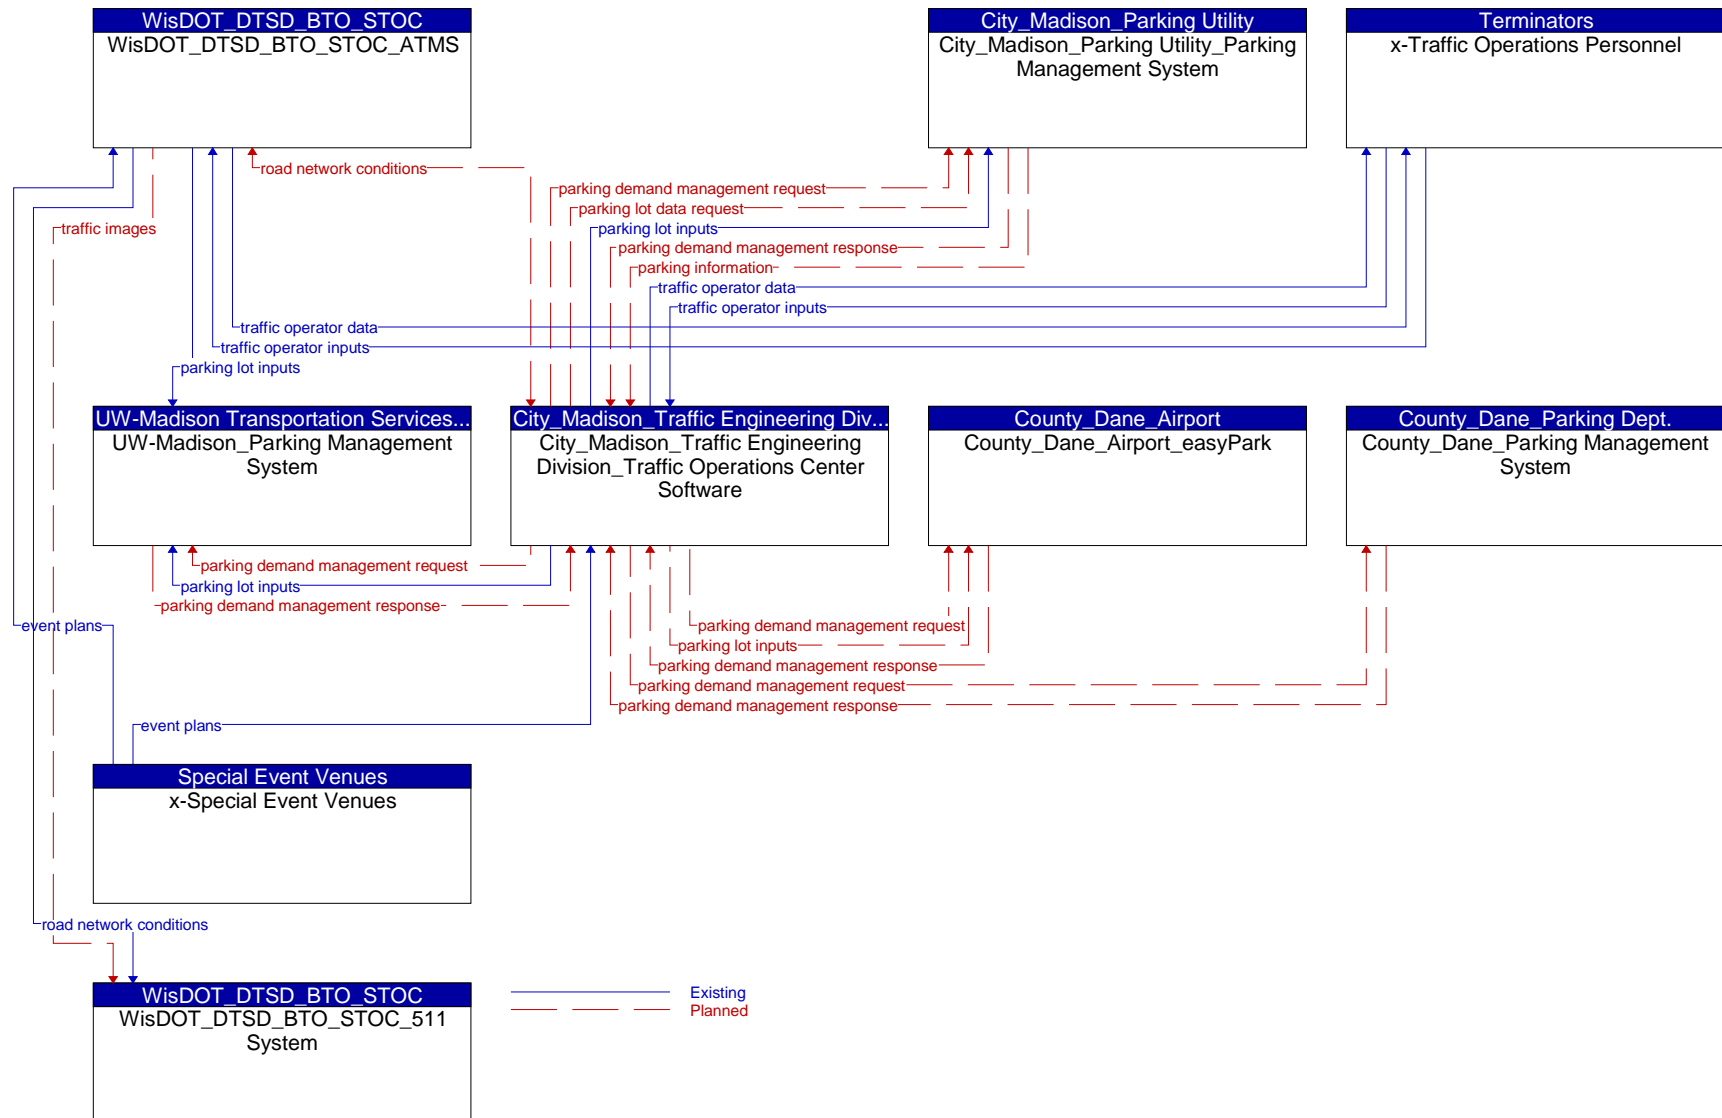 WisDOT_DTSD_BTO_STOC
WisDOT_DTSD_BTO_STOC_ATMS
City_Madison_Parking Utility
City_Madison_Parking Utility_Parking
Management System
Terminators
x-Traffic Operations Personnel
road network conditions
parking demand management request
parking lot data request
parking lot inputs
traffic images
parking demand management response
parking information
traffic operator data
traffic operator inputs
traffic operator data
traffic operator inputs
parking lot inputs
UW-Madison Transportation Services...
UW-Madison_Parking Management
System
City_Madison_Traffic Engineering Div...
City_Madison_Traffic Engineering
Division_Traffic Operations Center
Software
County_Dane_Airport
County_Dane_Airport_easyPark
County_Dane_Parking Dept.
County_Dane_Parking Management
System
parking demand management request
parking lot inputs
parking demand management response
event plans
parking demand management request
parking lot inputs
parking demand management response
parking demand management request
parking demand management response
event plans
Special Event Venues
x-Special Event Venues
road network conditions
WisDOT_DTSD_BTO_STOC
WisDOT_DTSD_BTO_STOC_511
System
Existing
Planned